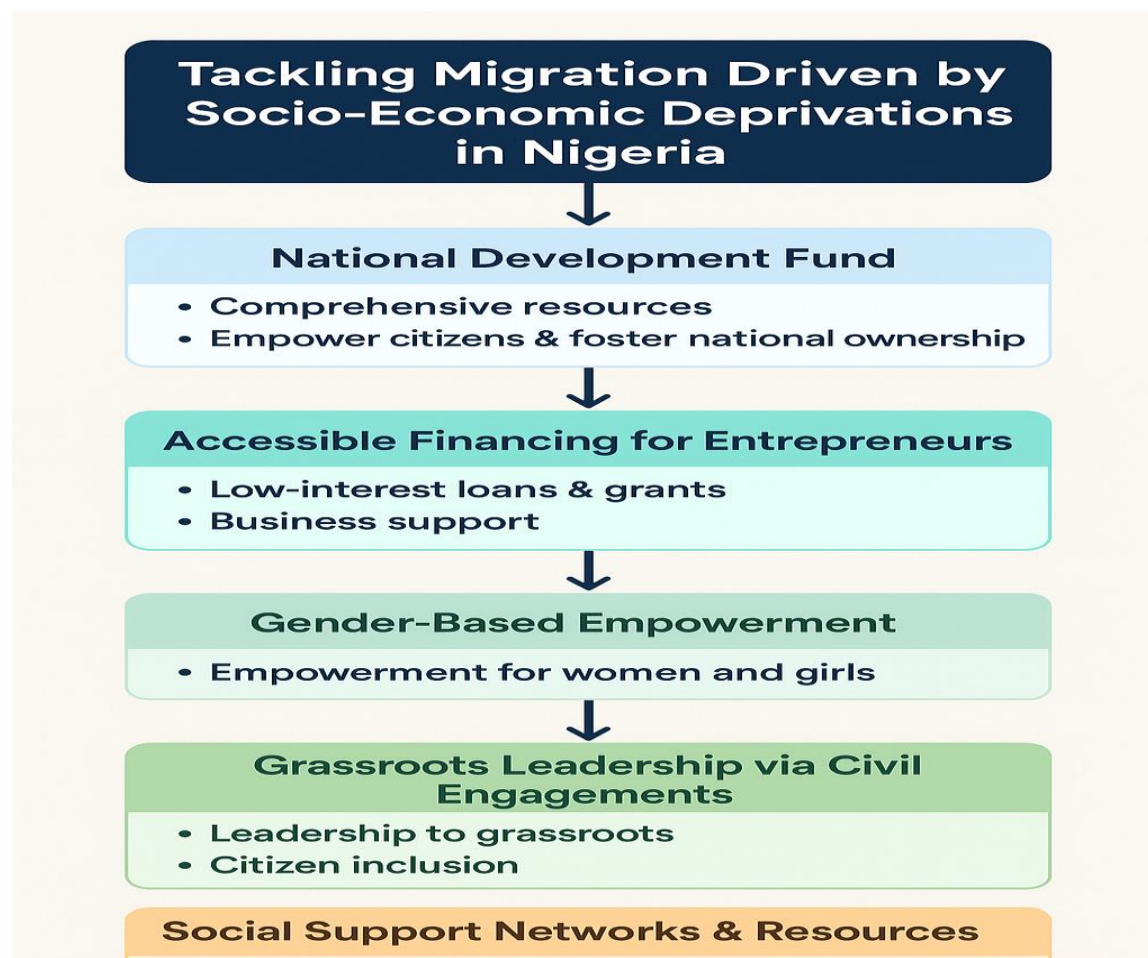 Tackling Migration Driven by
Socio-Economic Deprivations
in Nigeria
National Development Fund
• Comprehensive resources
• Empower citizens & foster national ownership
Accessible Financing for Entrepreneurs
• Low-interest loans & grants
• Business support
Gender-Based Empowerment
• Empowerment for women and girls
Grassroots Leadership via Civil
Engagements
• Leadership to grassroots
• Citizen inclusion
Social Support Networks & Resources